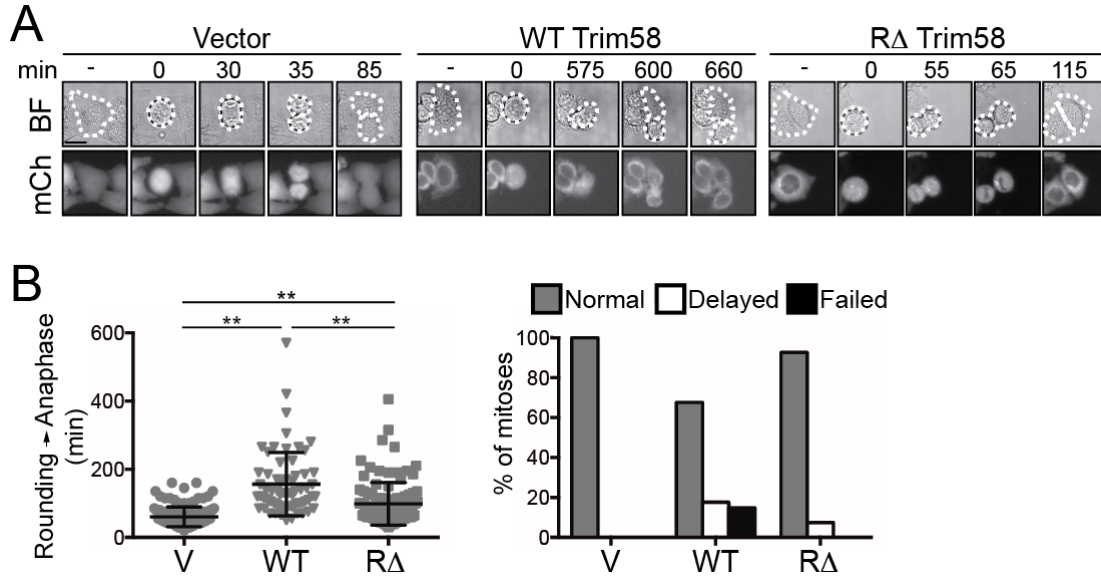 A
Vector WT Trim58 RΔ Trim58
min - 0 30 35 85 - 0 575 600 660 - 0 55 65 115
BF
mCh
B
** 
** **
Rounding → Anaphase
(min)
600
400
200
0
V WT RΔ
Normal Delayed Failed
% of mitoses
100
80
60
40
20
0
V WT RΔ